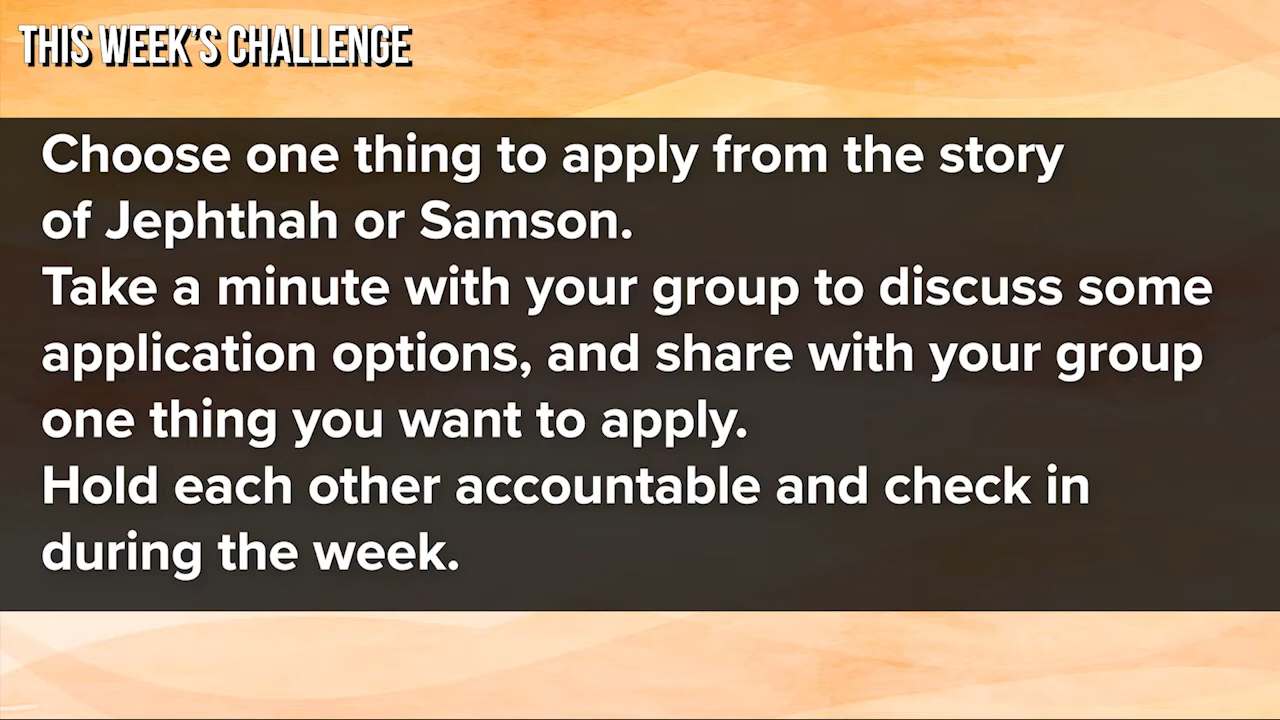 THIS WEEK'S CHALLENGE
Choose one thing to apply from the story
of Jephthah or Samson.
Take a minute with your group to discuss some
application options, and share with your group
one thing you want to apply.
Hold each other accountable and check in
during the week.